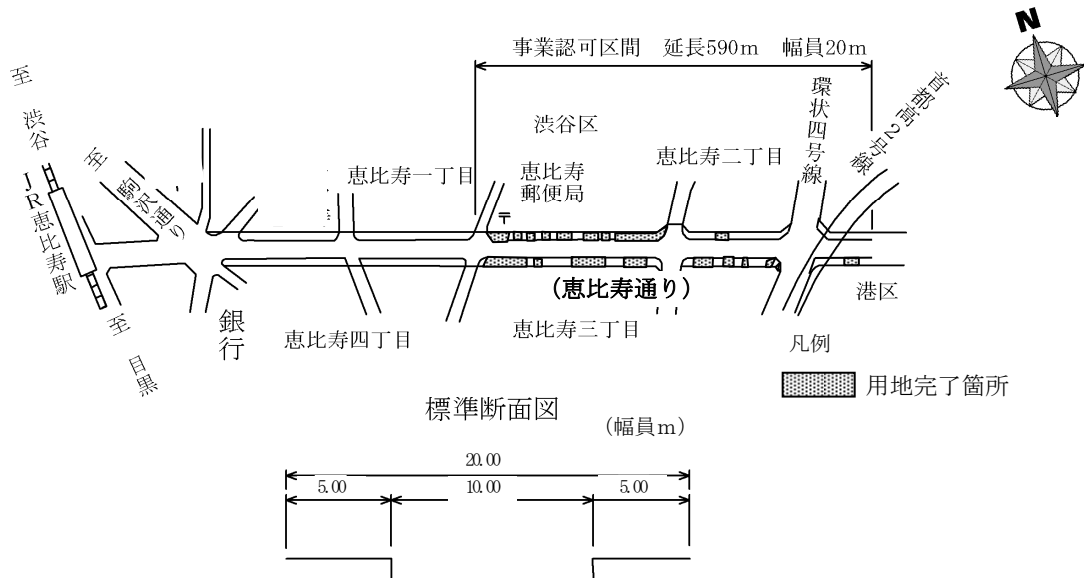 N
事業認可区間 延長590m 幅員20m
至 渋谷
至
駒沢通り
JR恵比寿駅
至 目黒
渋谷区
恵比寿一丁目
恵比寿
郵便局
〒
恵比寿二丁目
環状四号線
首都高2号線
(恵比寿通り)
港区
銀行
恵比寿四丁目
恵比寿三丁目
凡例
用地完了箇所
標準断面図
(幅員m)
20.00
5.00
10.00
5.00